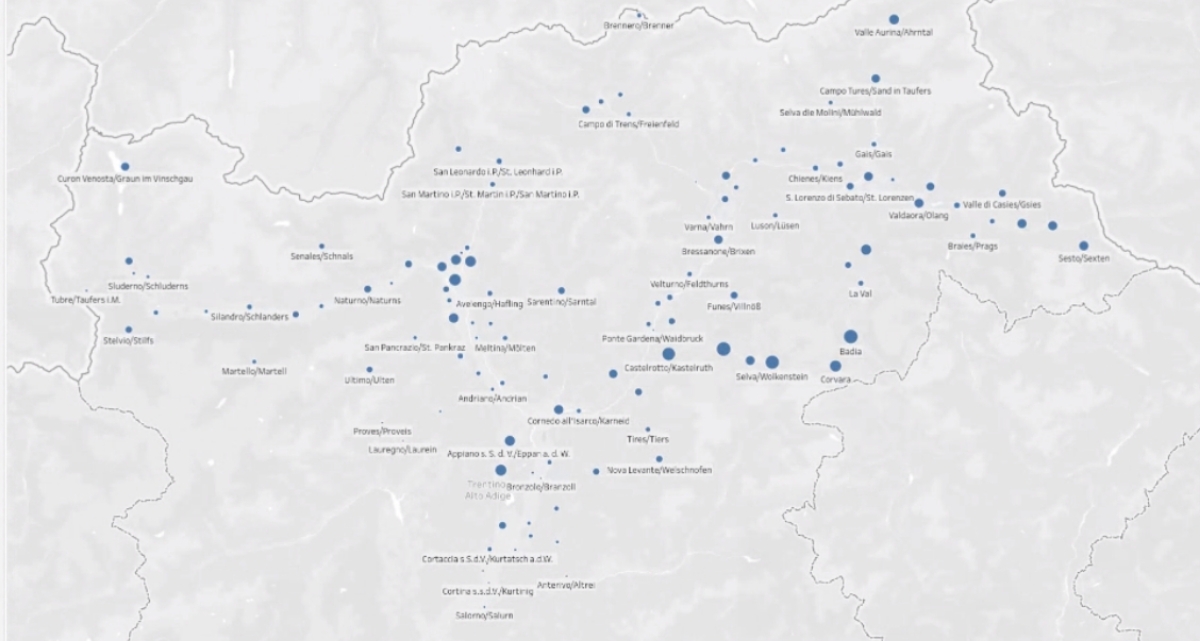 Brennero/Brenner
Valle Aurina/Ahrntal
Campo Tures/Sand in Taufers
Selva die Molini/Mühlwald
Campo di Trens/Freienfeld
Gais/Gais
San Leonardo i.P./St. Leonhard i.P.
Curon Venosta/Graun im Vinschgau
Chienes/Kiens
San Martino i.P./St. Martin i.P./San Martino i.P.
S. Lorenzo di Sebato/St. Lorenzen
Valle di Casies/Gsies
Valdaora/Olang
Varna/Vahrn
Luson/Lüsen
Braies/Prags
Bressanone/Brixen
Senales/Schnals
Sesto/Sexten
Sluderno/Schluderns
Velturno/Feldthurns
La Val
Tubre/Taufers i.M.
Naturno/Naturns
Avelengo/Hafling
Sarentino/Sarntal
Funes/Villnöß
Silandro/Schlanders
Stelvio/Stilfs
Ponte Gardena/Waidbruck
San Pancrazio/St. Pankraz
Meltina/Mölten
Badia
Martello/Martell
Castelrotto/Kastelruth
Selva/Wolkenstein
Corvara
Ultimo/Ulten
Andriano/Andrian
Cornedo all'Isarco/Karneid
Proves/Proveis
Tires/Tiers
Lauregno/Laurein
Appiano s. S. d. V./Eppan a. d. W.
Nova Levante/Welschnofen
Trentino
Alto Adige
Bronzolo/Branzoll
Cortaccia s.S.d.V./Kurtatsch a.d.W.
Anterivo/Altrei
Cortina s.s.d.V./Kurtinig
Salorno/Salurn